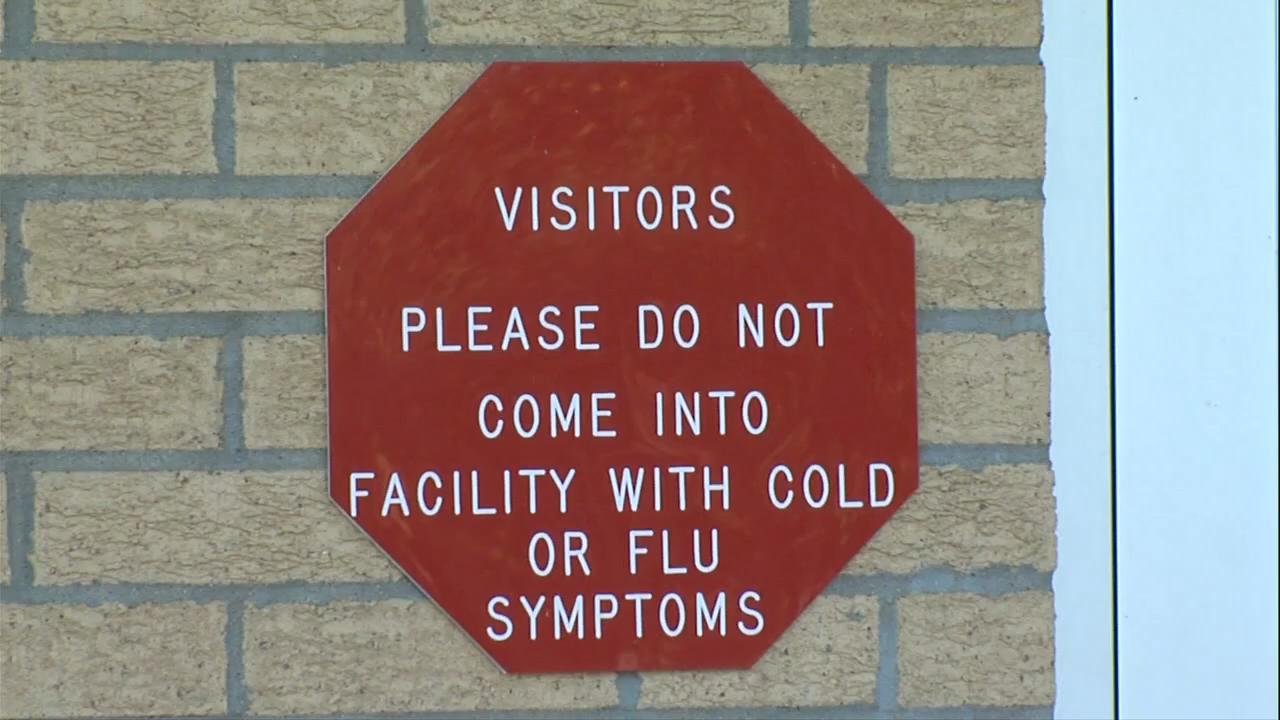 VISITORS
PLEASE DO NOT
COME INTO
FACILITY WITH COLD
OR FLU
SYMPTOMS